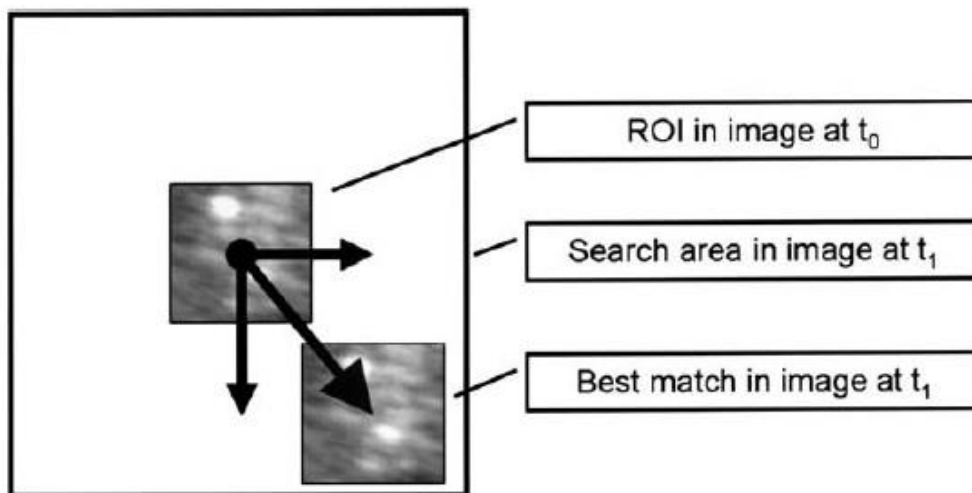 ROI in image at t₀
Search area in image at t₁
Best match in image at t₁